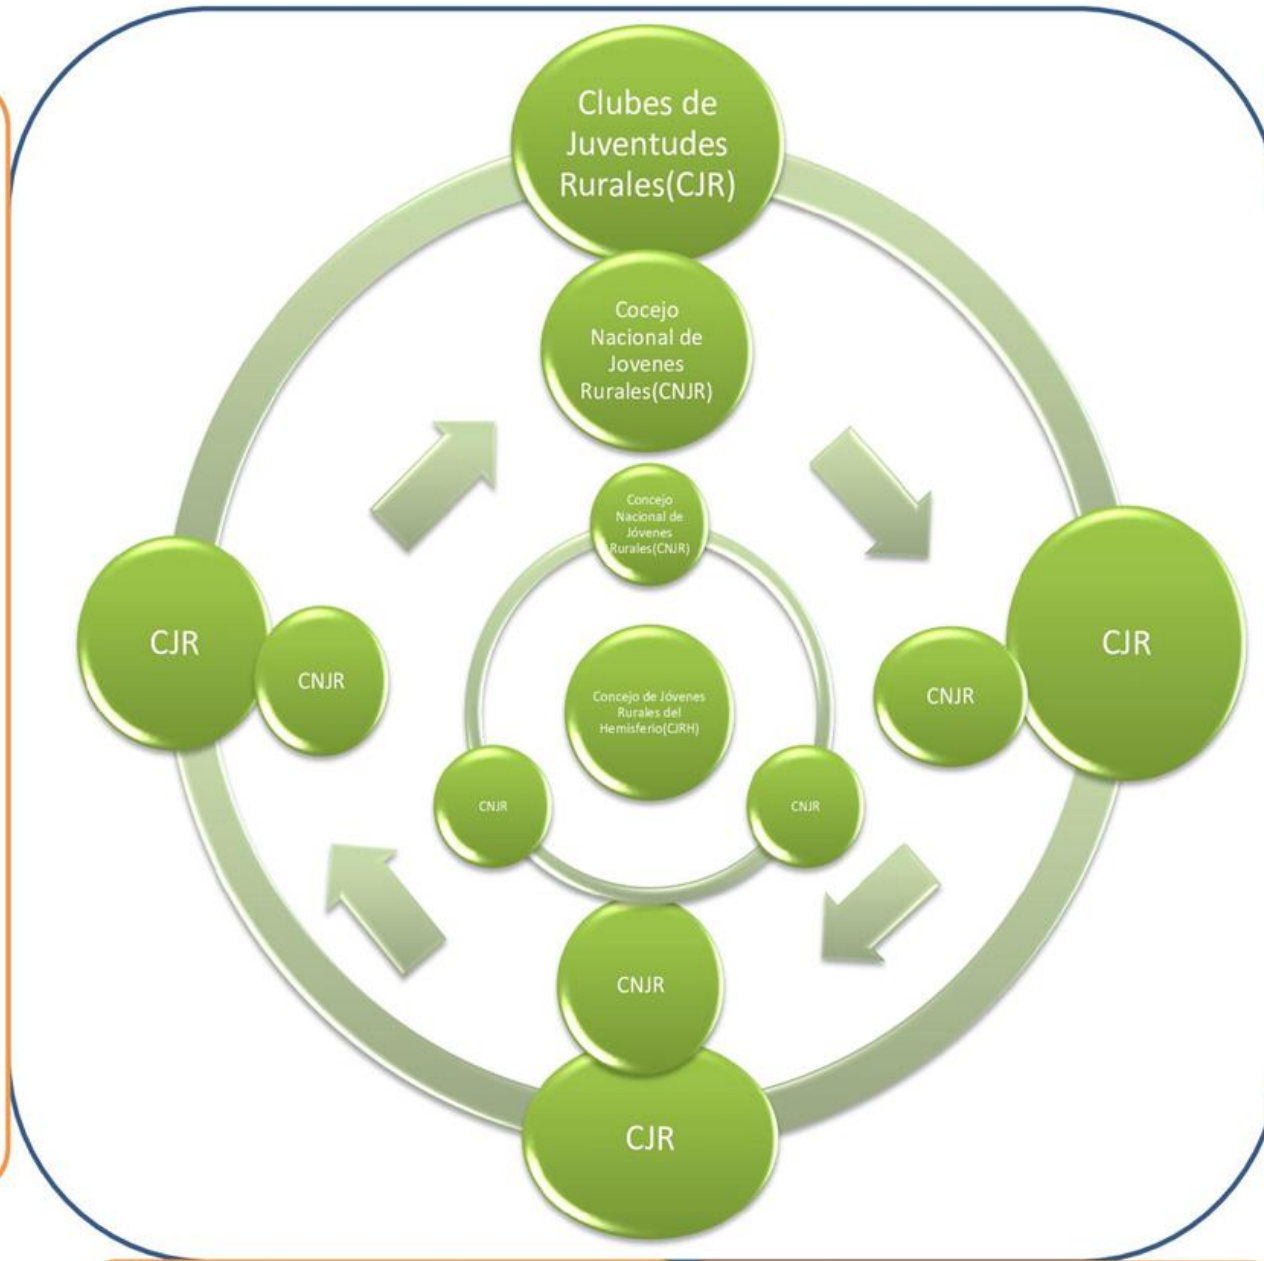 Clubes de
Juventudes
Rurales(CJR)
Cocejo
Nacional de
Jovenes
Rurales(CNJR)
Concejo
Nacional de
Jóvenes
Rurales(CNJR)
CJR
CNJR
Concejo de Jóvenes
Rurales del
Hemisferio(CJRH)
CNJR
CJR
CNJR
CNJR
CNJR
CJR